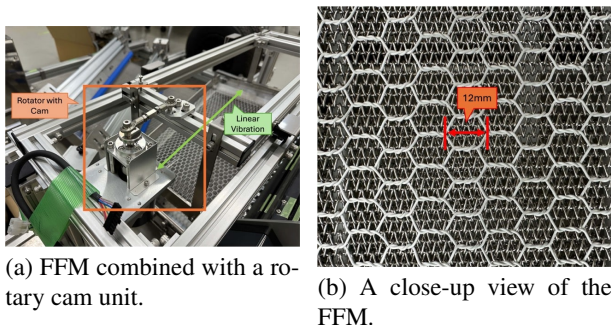 Rotator with
Cam
Linear
Vibration
12mm
(a) FFM combined with a ro-
tary cam unit.
(b) A close-up view of the
FFM.